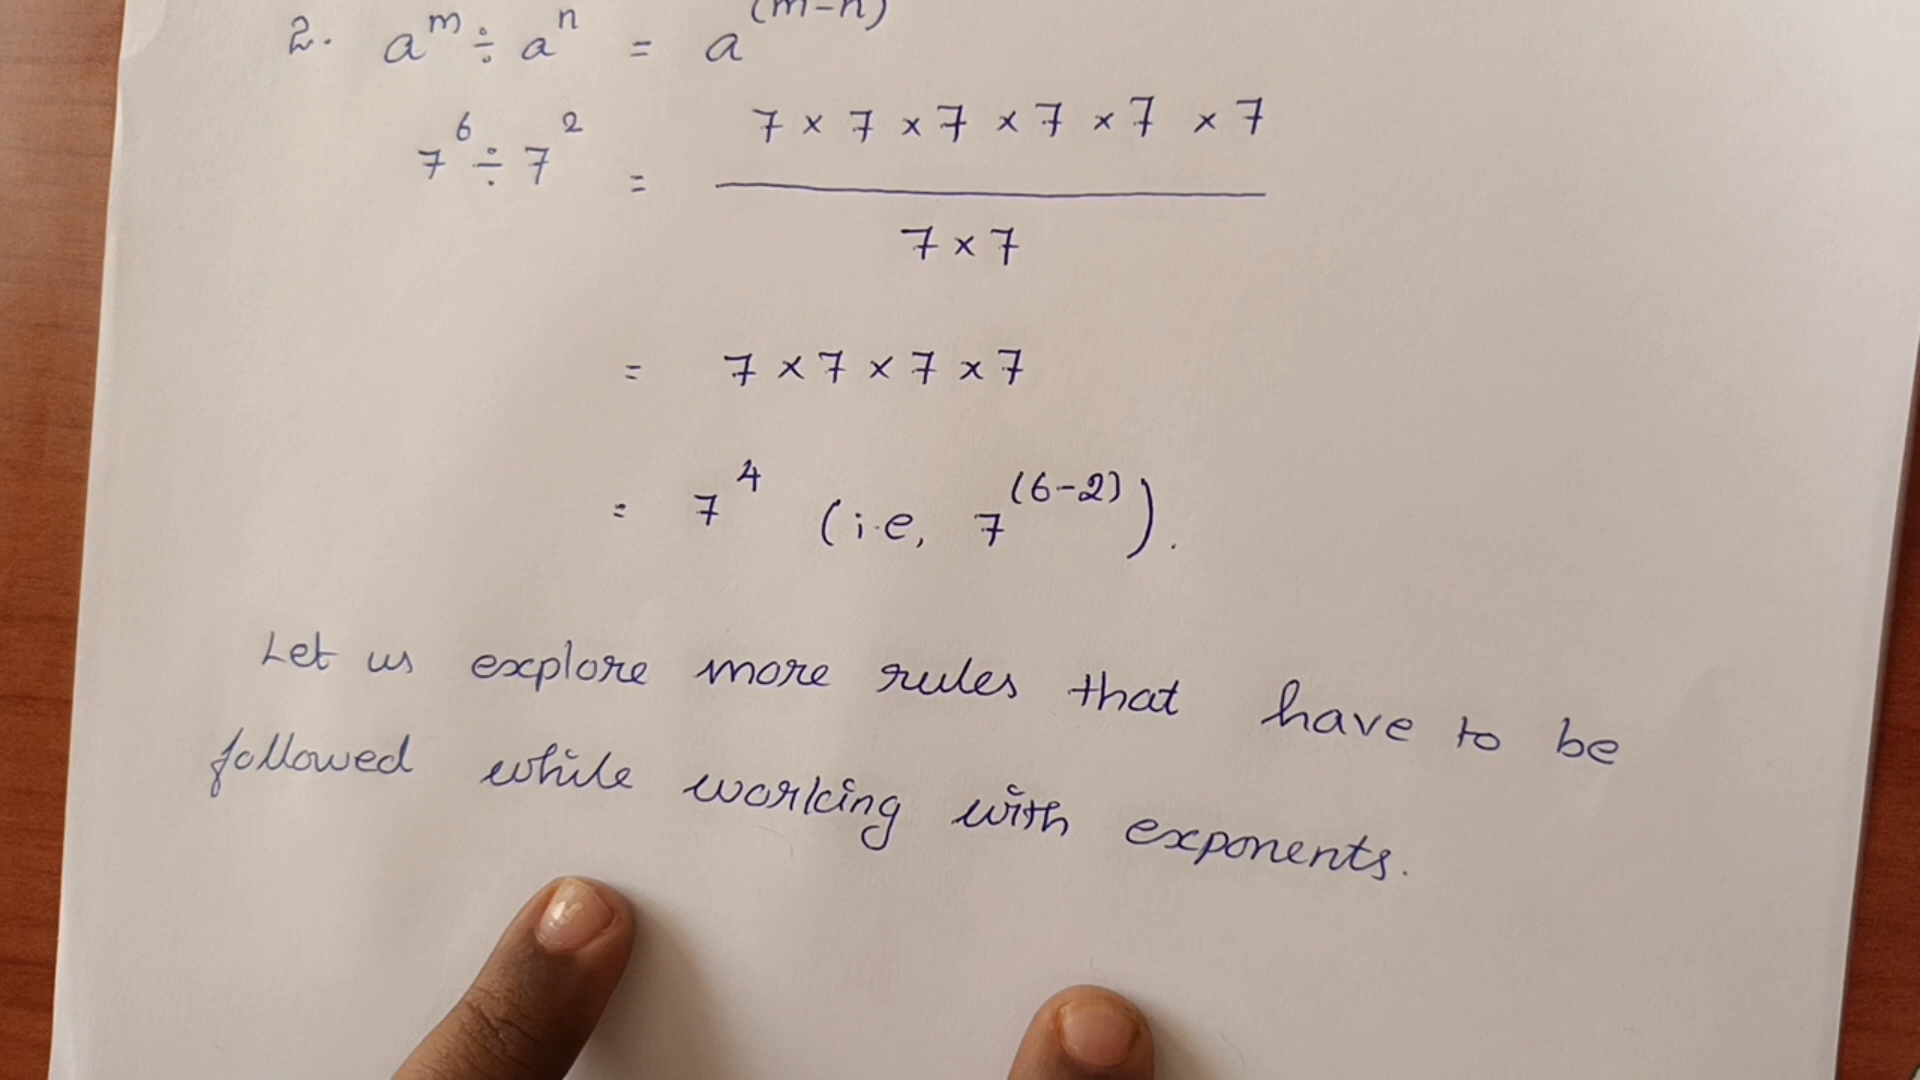 2. a^m ÷ a^n = a^(m-n)
7^6 ÷ 7^2 = 7 × 7 × 7 × 7 × 7 × 7
7 × 7
= 7 × 7 × 7 × 7
= 7^4 (i.e, 7^(6-2)).
Let us explore more rules that have to be
followed while working with exponents.